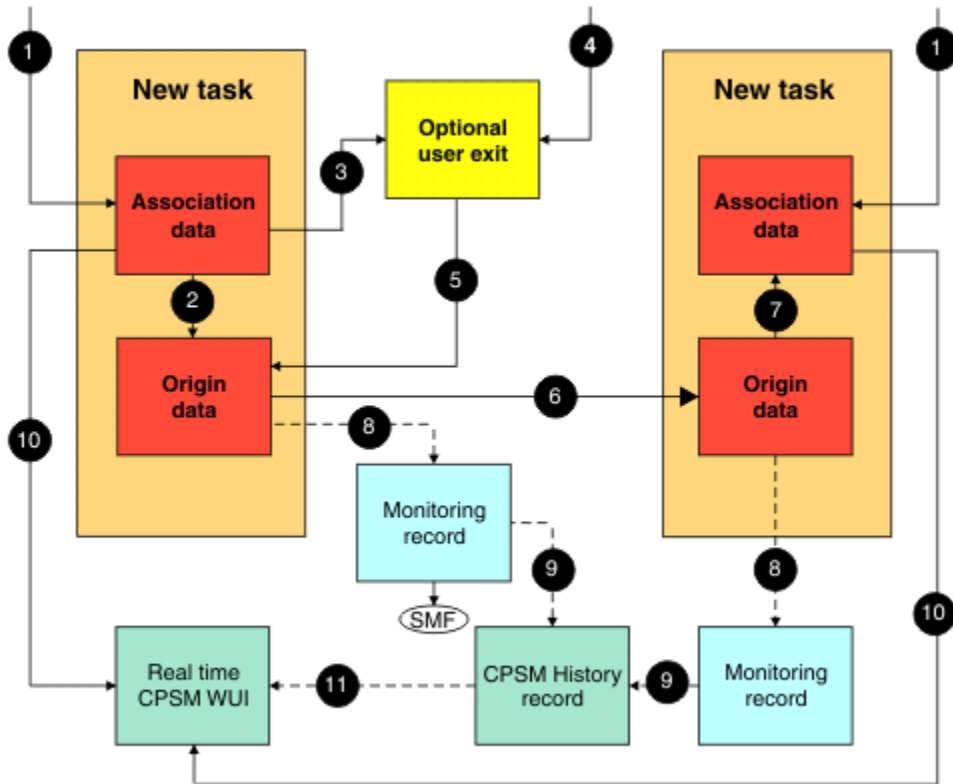 1
4
1
New task
New task
Optional
user exit
3
Association
data
Association
data
2
5
7
Origin
data
6
Origin
data
8
10
Monitoring
record
9
8
SMF
10
Real time
CPSM WUI
11
CPSM History
record
9
Monitoring
record